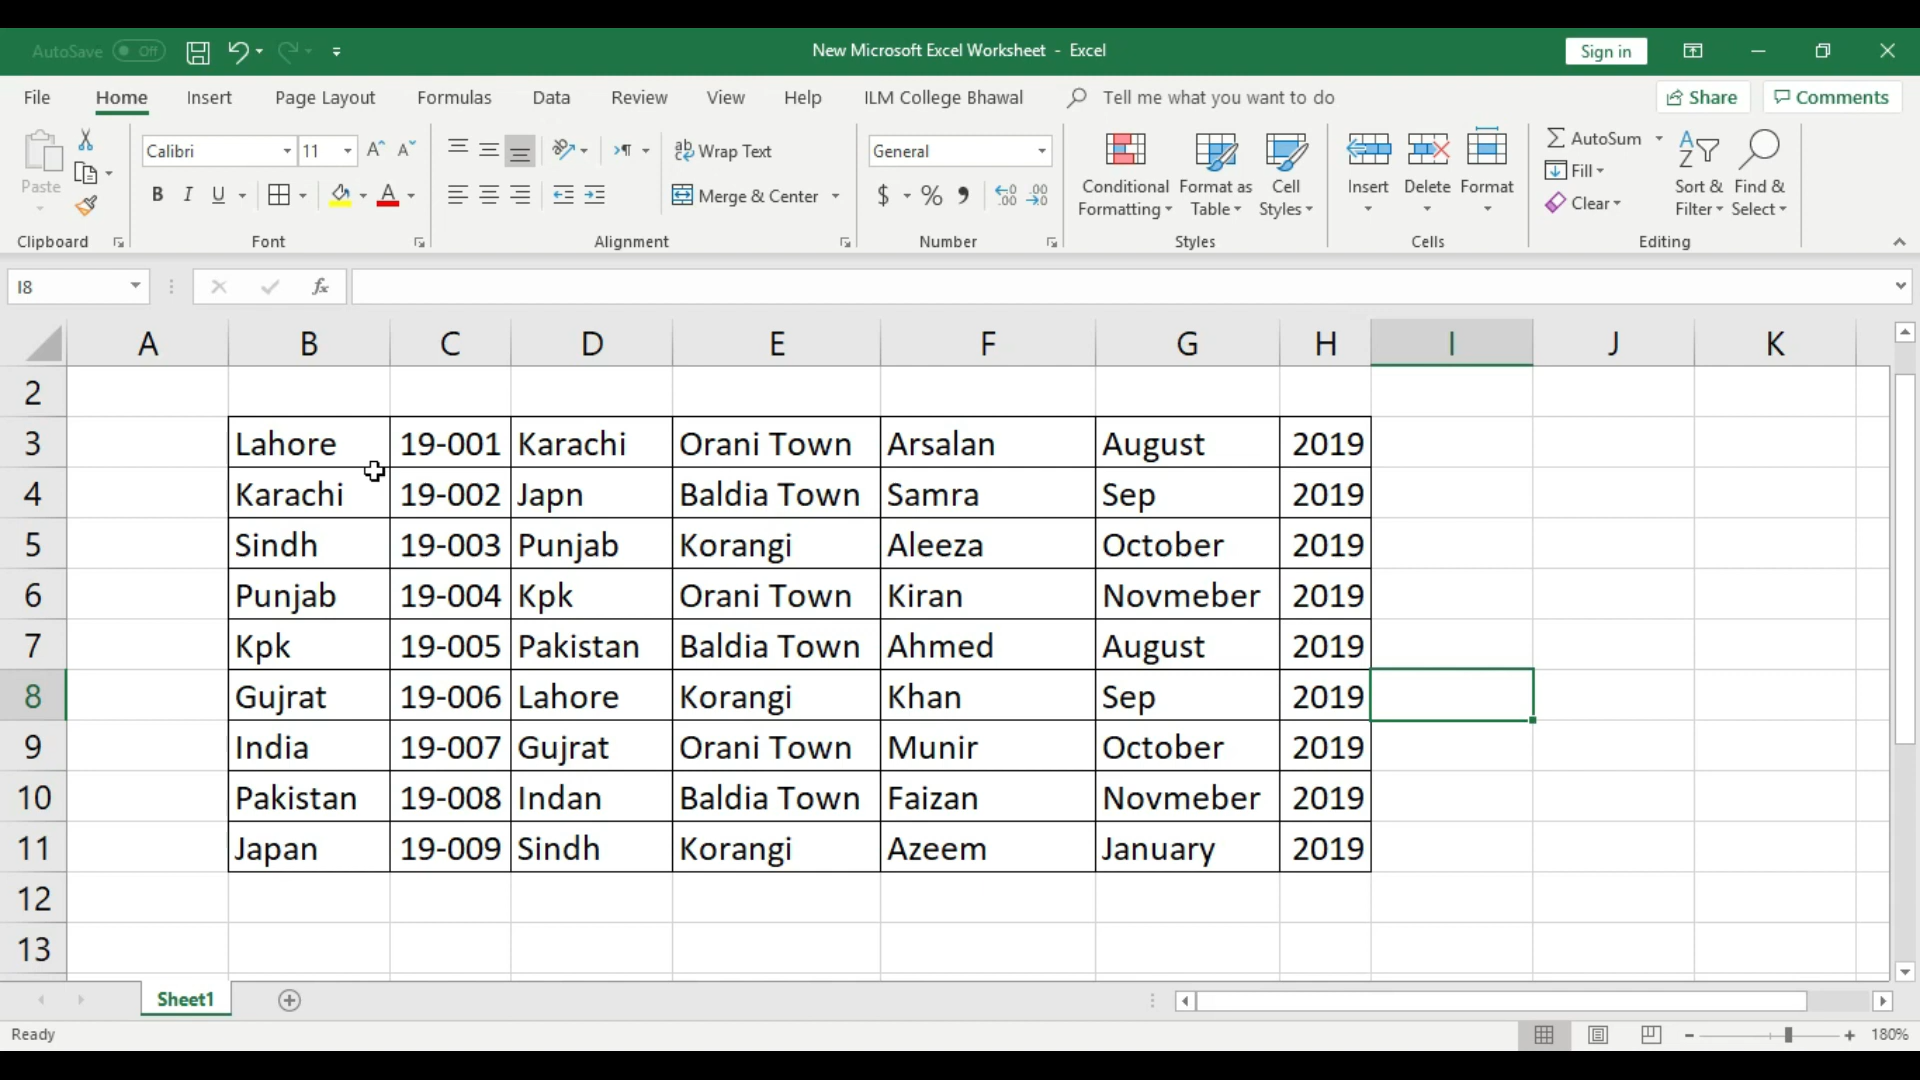 AutoSave Off New Microsoft Excel Worksheet - Excel Sign in
File Home Insert Page Layout Formulas Data Review View Help ILM College Bhawal Tell me what you want to do Share Comments
Paste Calibri 11 Wrap Text General Conditional Formatting Format as Table Cell Styles Insert Delete Format AutoSum Sort & Filter Find & Select
B I U A Merge & Center $ % , Fill Clear
Clipboard Font Alignment Number Styles Cells Editing
I8 fx
A B C D E F G H I J K
2
3 Lahore 19-001 Karachi Orani Town Arsalan August 2019
4 Karachi 19-002 Japn Baldia Town Samra Sep 2019
5 Sindh 19-003 Punjab Korangi Aleeza October 2019
6 Punjab 19-004 Kpk Orani Town Kiran Novmeber 2019
7 Kpk 19-005 Pakistan Baldia Town Ahmed August 2019
8 Gujrat 19-006 Lahore Korangi Khan Sep 2019
9 India 19-007 Gujrat Orani Town Munir October 2019
10 Pakistan 19-008 Indan Baldia Town Faizan Novmeber 2019
11 Japan 19-009 Sindh Korangi Azeem January 2019
12
13
Sheet1
Ready 180%